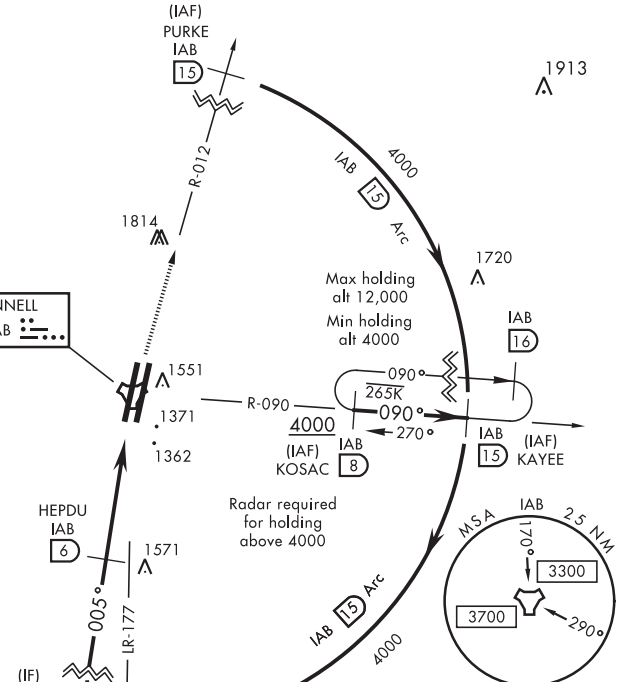 (IAF)
PURKE
IAB
15
1913
R-012
4000
IAB 15 Arc
1814
1720
Max holding
alt 12,000
Min holding
alt 4000
NNELL
AB
IAB
16
1551
090°
265K
R-090
090°
270°
1371
1362
4000
(IAF)
KOSAC
IAB
8
IAB
15
(IAF)
KAYEE
Radar required
for holding
above 4000
HEPDU
IAB
6
1571
005°
LR-177
MSA IAB 25 NM
170°
3300
3700
290°
IAB 15 Arc
4000
(IF)